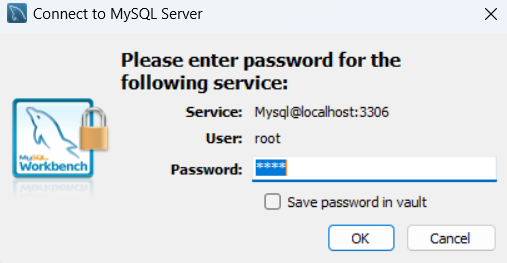 Connect to MySQL Server
Please enter password for the
following service:
Service: Mysql@localhost:3306
User: root
MySQL
Workbench
Password: ****
Save password in vault
OK Cancel